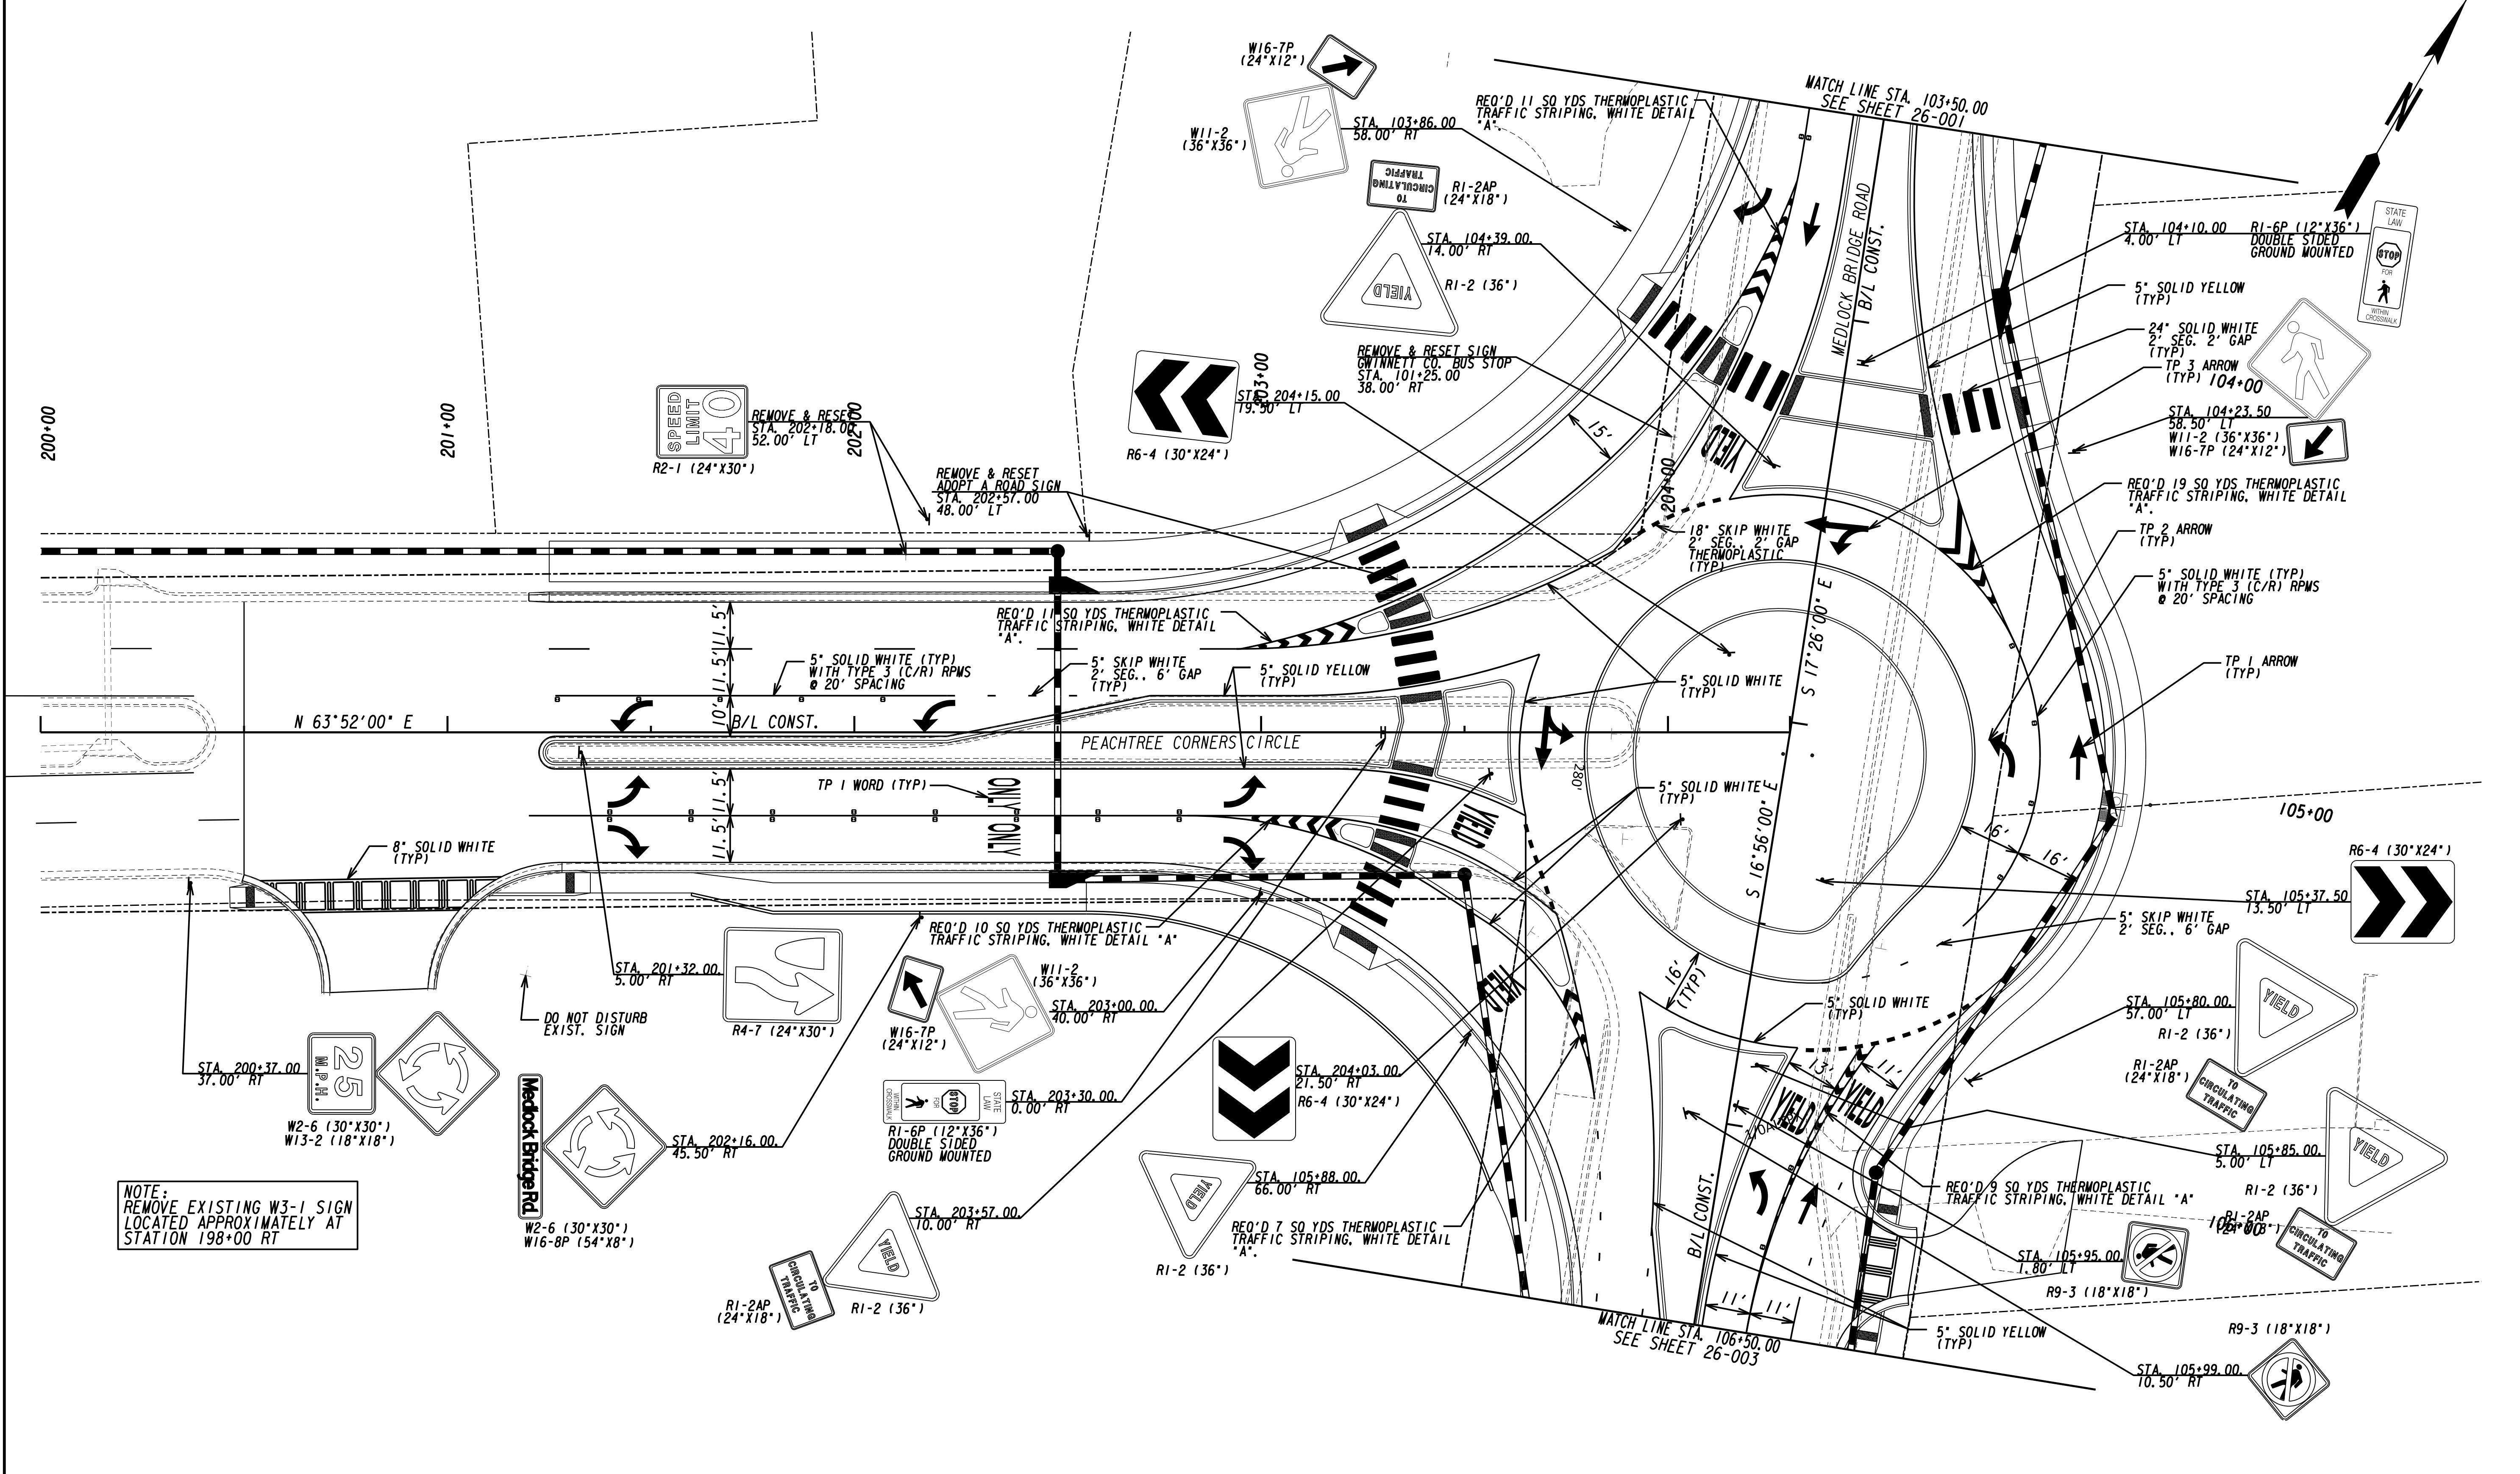 W16-7P
(24"X12")
W11-2
(36"X36")
STA. 103+86.00
58.00' RT
REQ'D 11 SQ YDS THERMOPLASTIC
TRAFFIC STRIPING, WHITE DETAIL
"A".
MATCH LINE STA. 103+50.00
SEE SHEET 26-001
N
TO
CIRCULATING
TRAFFIC
R1-2AP
(24"X18")
STA. 104+39.00
14.00' RT
YIELD
R1-2 (36")
MEDLOCK BRIDGE ROAD
B/L CONST.
STA. 104+10.00
4.00' LT
R1-6P (12"X36")
DOUBLE SIDED
GROUND MOUNTED
STATE
LAW
STOP
FOR
WITHIN
CROSSWALK
5" SOLID YELLOW
(TYP)
24" SOLID WHITE
2' SEG. 2' GAP
(TYP)
TP 3 ARROW
(TYP)
104+00
STA. 104+23.50
58.50' LT
W11-2 (36"X36")
W16-7P (24"X12")
REQ'D 19 SQ YDS THERMOPLASTIC
TRAFFIC STRIPING, WHITE DETAIL
"A".
TP 2 ARROW
(TYP)
5" SOLID WHITE (TYP)
WITH TYPE 3 (C/R) RPMS
@ 20' SPACING
TP 1 ARROW
(TYP)
REMOVE & RESET SIGN
GWINNETT CO. BUS STOP
STA. 101+25.00
38.00' RT
203+00
STA. 204+15.00
19.50' LT
R6-4 (30"X24")
15'
YIELD
204+00
200+00
201+00
SPEED
LIMIT
40
R2-1 (24"X30")
REMOVE & RESET
STA. 202+18.00
52.00' LT
202+00
REMOVE & RESET
ADOPT A ROAD SIGN
STA. 202+57.00
48.00' LT
18" SKIP WHITE
2' SEG., 2' GAP
THERMOPLASTIC
(TYP)
S 17°26'00" E
REQ'D 11 SQ YDS THERMOPLASTIC
TRAFFIC STRIPING, WHITE DETAIL
"A".
11.5'
11.5'
10'
11.5'
11.5'
5" SOLID WHITE (TYP)
WITH TYPE 3 (C/R) RPMS
@ 20' SPACING
5" SKIP WHITE
2' SEG., 6' GAP
(TYP)
5" SOLID YELLOW
(TYP)
5" SOLID WHITE
(TYP)
N 63°52'00" E
B/L CONST.
PEACHTREE CORNERS CIRCLE
TP 1 WORD (TYP)
ONLY
ONLY
YIELD
280'
5" SOLID WHITE
(TYP)
S 16°56'00" E
16'
16'
105+00
8" SOLID WHITE
(TYP)
R6-4 (30"X24")
STA. 105+37.50
13.50' LT
5" SKIP WHITE
2' SEG., 6' GAP
REQ'D 10 SQ YDS THERMOPLASTIC
TRAFFIC STRIPING, WHITE DETAIL "A"
STA. 201+32.00
5.00' RT
R4-7 (24"X30")
W11-2
(36"X36")
W16-7P
(24"X12")
STA. 203+00.00
40.00' RT
YIELD
16'
(TYP)
5" SOLID WHITE
(TYP)
YIELD
STA. 105+80.00
57.00' LT
R1-2 (36")
R1-2AP
(24"X18")
TO
CIRCULATING
TRAFFIC
DO NOT DISTURB
EXIST. SIGN
STA. 200+37.00
37.00' RT
25
M.P.H.
W2-6 (30"X30")
W13-2 (18"X18")
Medlock Bridge Rd
STA. 202+16.00
45.50' RT
W2-6 (30"X30")
W16-8P (54"X8")
STATE
LAW
STOP
FOR
WITHIN
CROSSWALK
STA. 203+30.00
0.00' RT
R1-6P (12"X36")
DOUBLE SIDED
GROUND MOUNTED
STA. 204+03.00
21.50' RT
R6-4 (30"X24")
13'
11'
YIELD
YIELD
YIELD
STA. 105+88.00
66.00' RT
R1-2 (36")
STA. 105+85.00
5.00' LT
YIELD
R1-2 (36")
R1-2AP
(24"X18")
106+00
TO
CIRCULATING
TRAFFIC
REQ'D 9 SQ YDS THERMOPLASTIC
TRAFFIC STRIPING, WHITE DETAIL "A"
NOTE:
REMOVE EXISTING W3-1 SIGN
LOCATED APPROXIMATELY AT
STATION 198+00 RT
STA. 203+57.00
10.00' RT
YIELD
TO
CIRCULATING
TRAFFIC
R1-2AP
(24"X18")
R1-2 (36")
REQ'D 7 SQ YDS THERMOPLASTIC
TRAFFIC STRIPING, WHITE DETAIL
"A".
B/L CONST.
STA. 105+95.00
1.80' LT
R9-3 (18"X18")
11'
11'
MATCH LINE STA. 106+50.00
SEE SHEET 26-003
5" SOLID YELLOW
(TYP)
R9-3 (18"X18")
STA. 105+99.00
10.50' RT